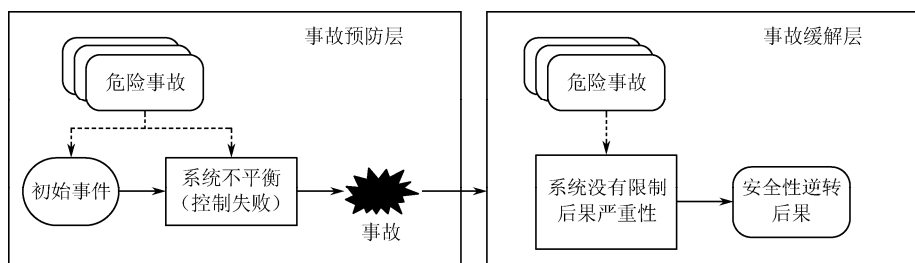 事故预防层
危险事故
初始事件
系统不平衡
（控制失败）
事故
事故缓解层
危险事故
系统没有限制
后果严重性
安全性逆转
后果